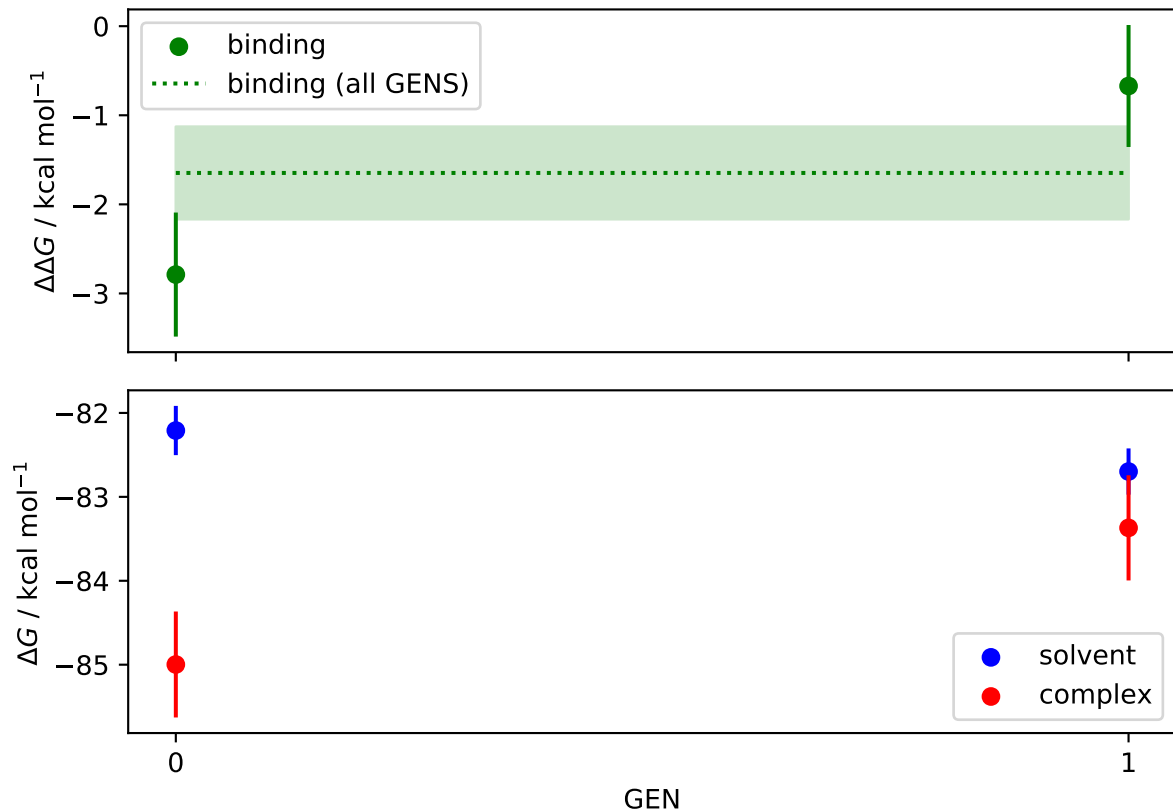 0
−1
−2
−3
ΔΔG / kcal mol⁻¹
binding
binding (all GENS)
−82
−83
−84
−85
ΔG / kcal mol⁻¹
solvent
complex
0 1
GEN